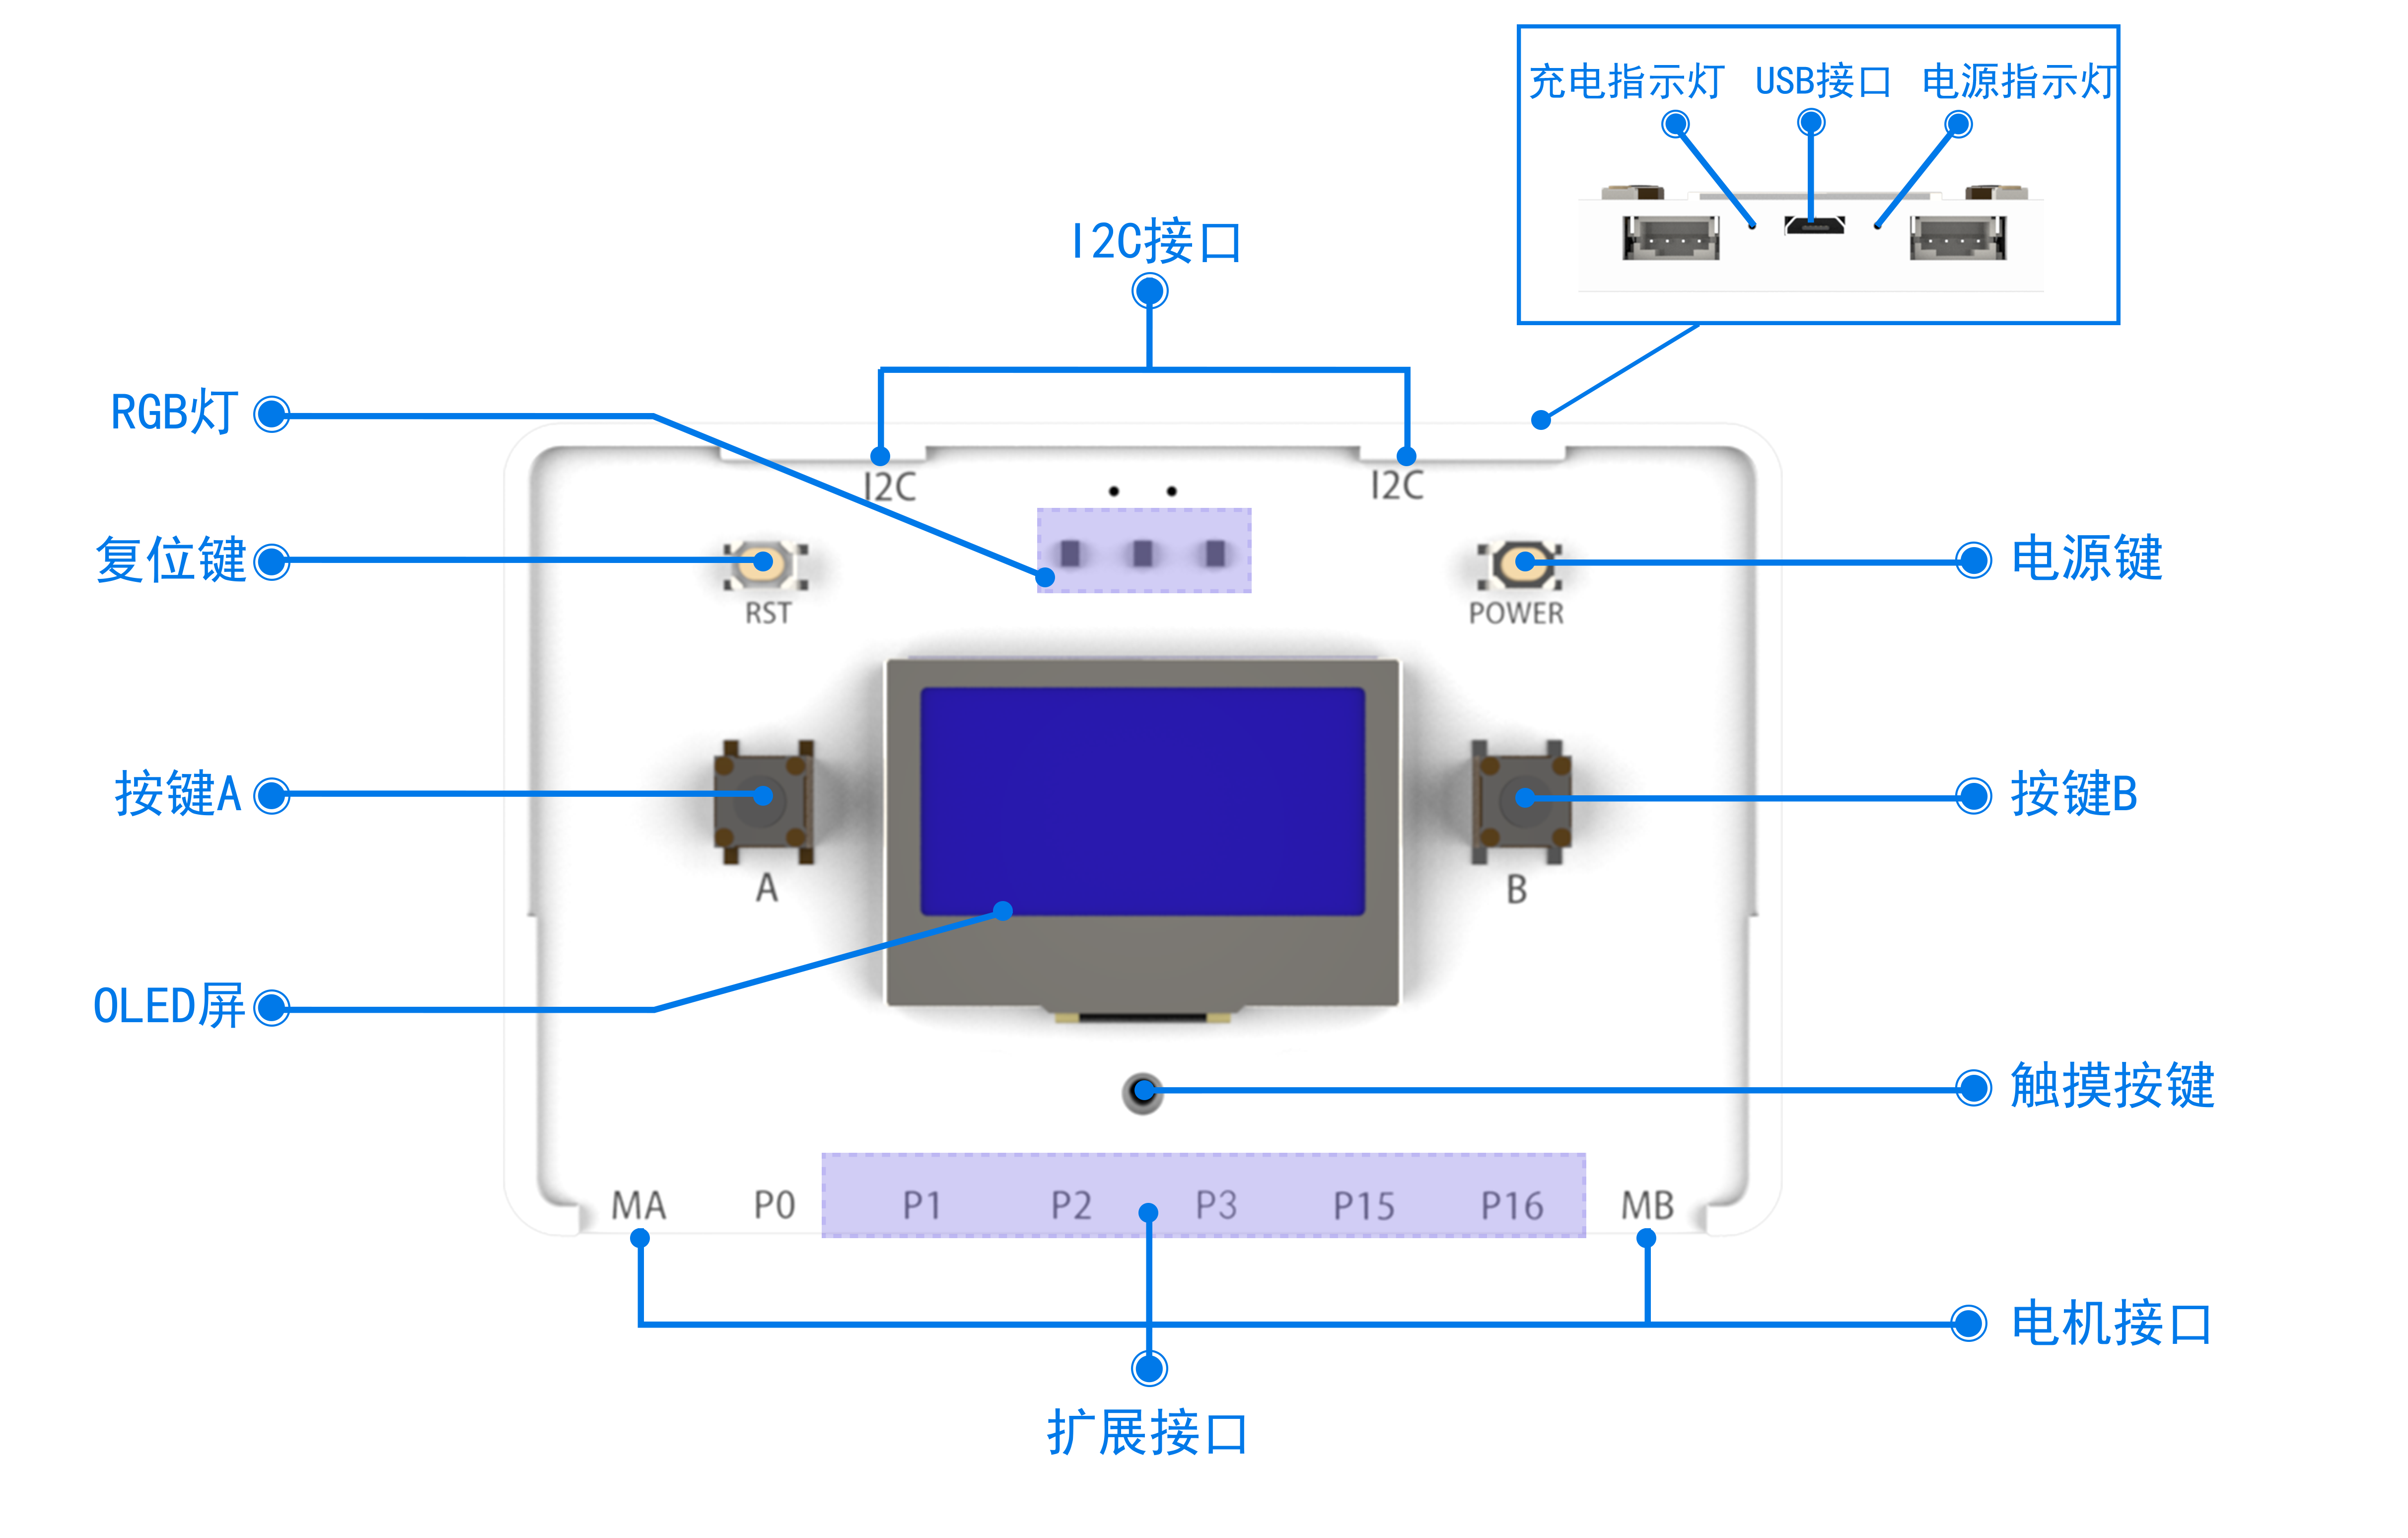 充电指示灯 USB接口 电源指示灯
I2C接口
RGB灯
I2C I2C
复位键 电源键
RST POWER
按键A 按键B
A B
OLED屏
触摸按键
MA P0 P1 P2 P3 P15 P16 MB
电机接口
扩展接口